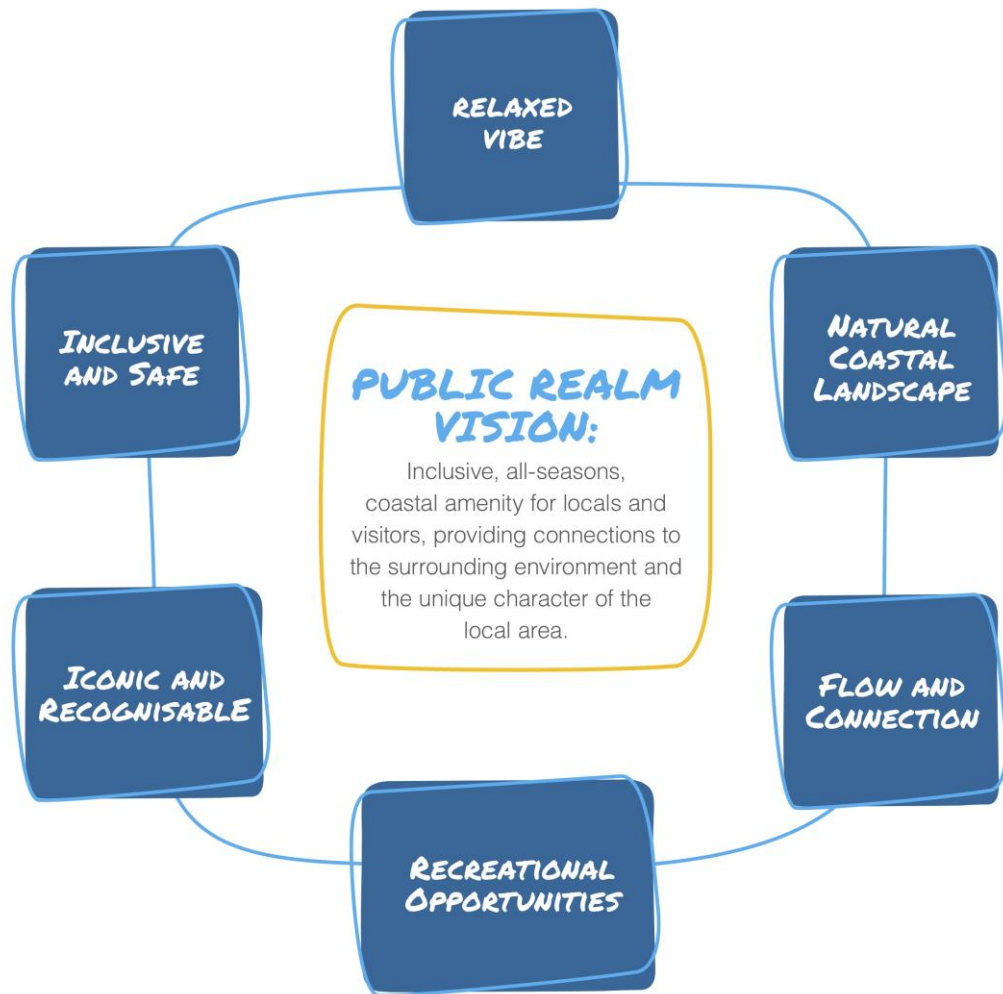 RELAXED
VIBE
INCLUSIVE
AND SAFE
NATURAL
COASTAL
LANDSCAPE
PUBLIC REALM
VISION:
Inclusive, all-seasons,
coastal amenity for locals and
visitors, providing connections to
the surrounding environment and
the unique character of the
local area.
ICONIC AND
RECOGNISABLE
FLOW AND
CONNECTION
RECREATIONAL
OPPORTUNITIES